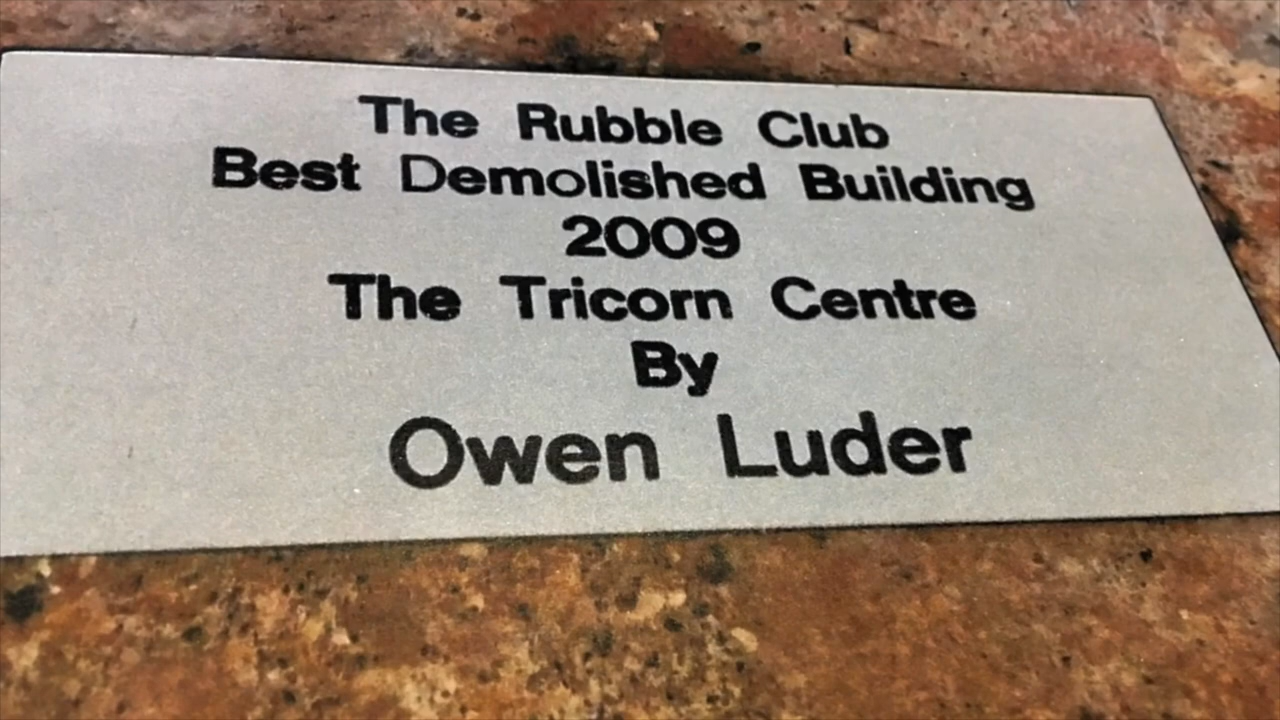 The Rubble Club
Best Demolished Building
2009
The Tricorn Centre
By
Owen Luder